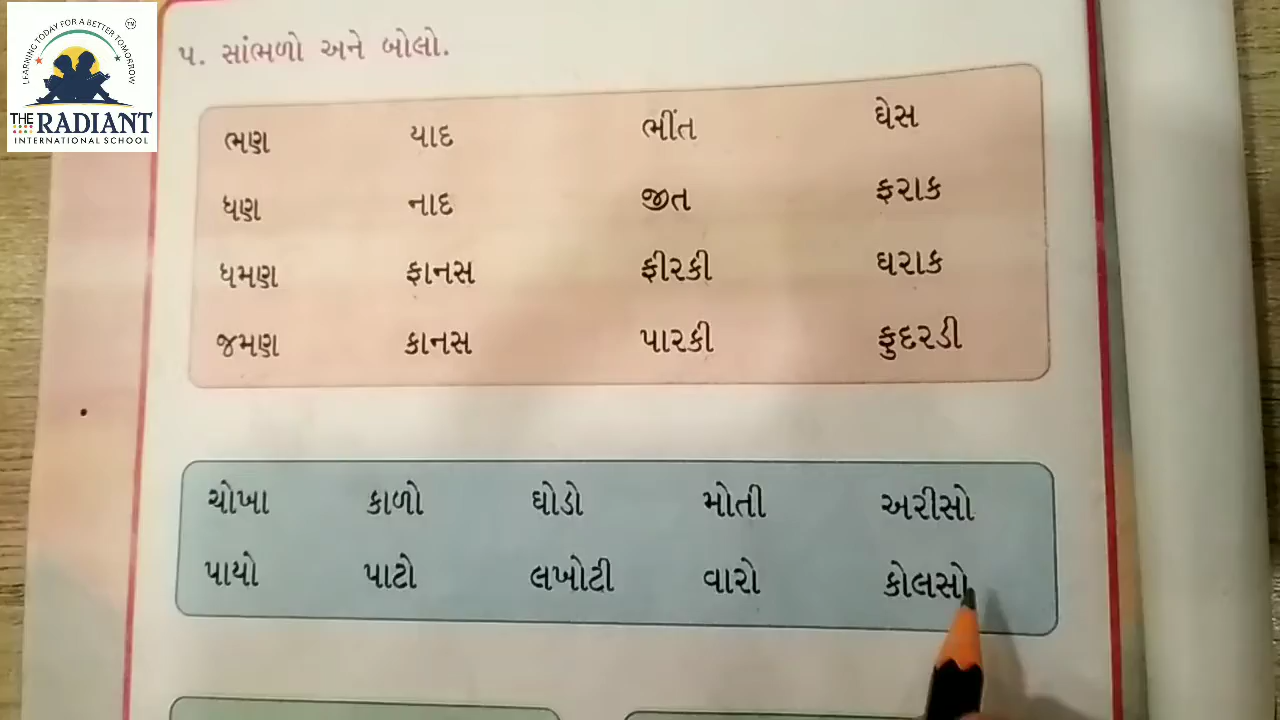 LEARNING TODAY FOR A BETTER TOMORROW
THE RADIANT
INTERNATIONAL SCHOOL
૫. સાંભળો અને બોલો.
ભણ યાદ ભીંત ઘેસ
ધણ નાદ જીત ફરાક
ધમણ ફાનસ ફીરકી ઘરાક
જમણ કાનસ પારકી ફુદરડી
ચોખા કાળો ઘોડો મોતી અરીસો
પાયો પાટો લખોટી વારો કોલસો